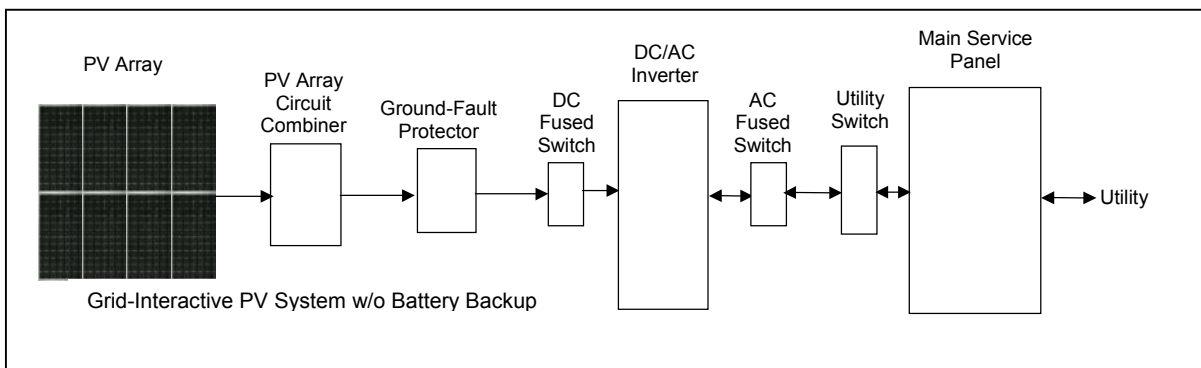 PV Array
PV Array
Circuit
Combiner
Ground-Fault
Protector
DC
Fused
Switch
DC/AC
Inverter
AC
Fused
Switch
Utility
Switch
Main Service
Panel
Utility
Grid-Interactive PV System w/o Battery Backup